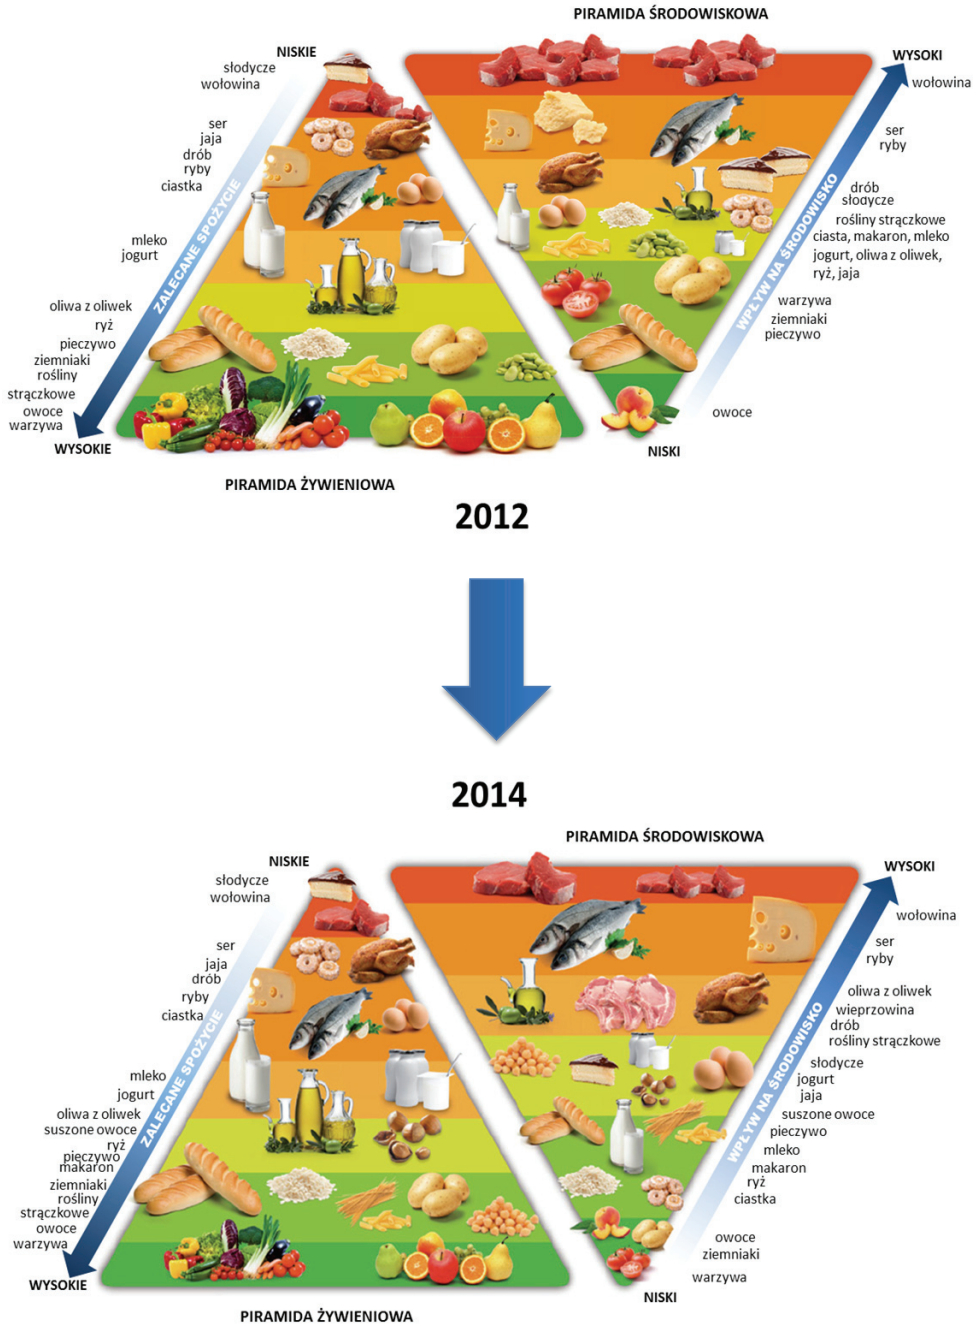 PIRAMIDA ŚRODOWISKOWA
NISKIE
słodycze
wołowina
ser
jaja
drób
ryby
ciastka
mleko
jogurt
oliwa z oliwek
ryż
pieczywo
ziemniaki
rośliny
strączkowe
owoce
warzywa
WYSOKIE
ZALECANE SPOŻYCIE
PIRAMIDA ŻYWIENIOWA
WYSOKI
wołowina
ser
ryby
drób
słodycze
rośliny strączkowe
ciasta, makaron, mleko
jogurt, oliwa z oliwek,
ryż, jaja
warzywa
ziemniaki
pieczywo
owoce
NISKI
WPŁYW NA ŚRODOWISKO
2012
2014
PIRAMIDA ŚRODOWISKOWA
NISKIE
słodycze
wołowina
ser
jaja
drób
ryby
ciastka
mleko
jogurt
oliwa z oliwek
suszone owoce
ryż
pieczywo
makaron
ziemniaki
rośliny
strączkowe
owoce
warzywa
WYSOKIE
ZALECANE SPOŻYCIE
PIRAMIDA ŻYWIENIOWA
WYSOKI
wołowina
ser
ryby
oliwa z oliwek
wieprzowina
drób
rośliny strączkowe
słodycze
jogurt
jaja
suszone owoce
pieczywo
mleko
makaron
ryż
ciastka
owoce
ziemniaki
warzywa
NISKI
WPŁYW NA ŚRODOWISKO